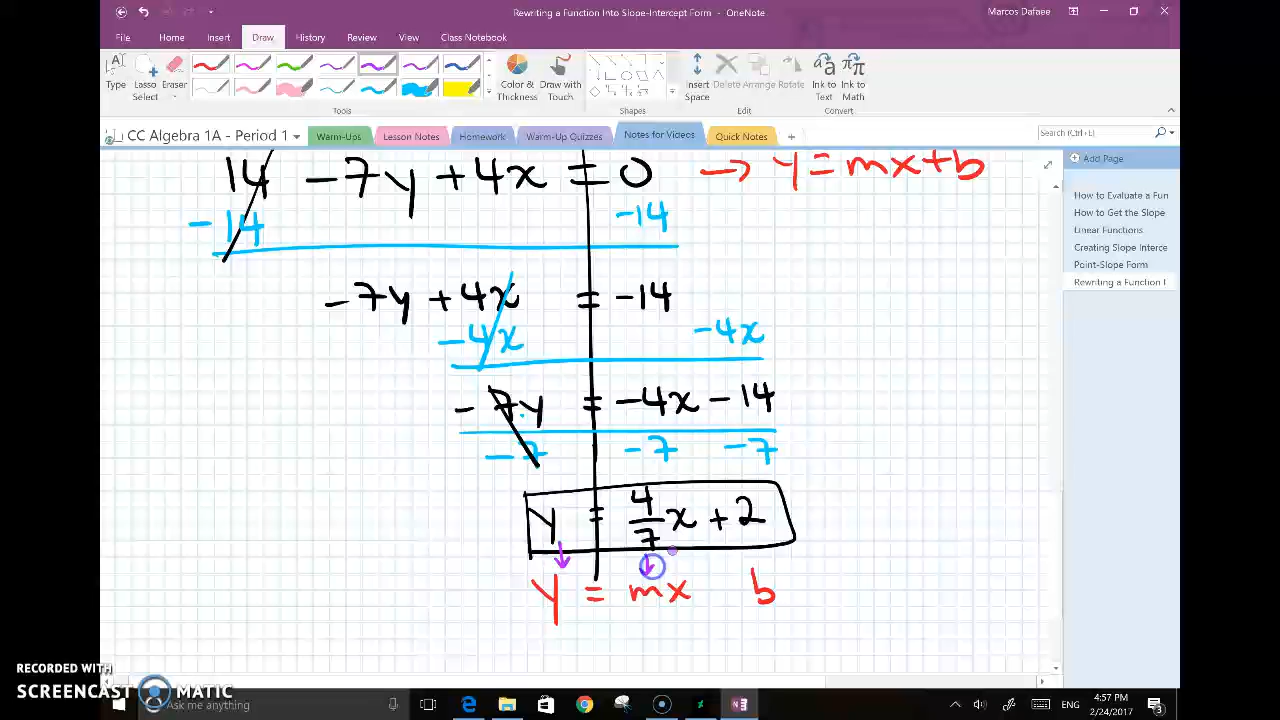 Rewriting a Function Into Slope-Intercept Form - OneNote
Marcos Dafaee
File Home Insert Draw History Review View Class Notebook
Type Lasso Select Eraser Color & Thickness Draw with Touch Insert Space Delete Arrange Rotate Ink to Text Ink to Math
Tools Shapes Edit Convert
CC Algebra 1A - Period 1 Warm-Ups Lesson Notes Homework Warm-Up Quizzes Notes for Videos Quick Notes + Search (Ctrl+E)
Add Page
How to Evaluate a Fun
How to Get the Slope
Linear Functions
Creating Slope Interce
Point-Slope Form
Rewriting a Function I
14 -7y +4x = 0 → y = mx+b
-14 -14
-7y +4x = -14
-4x -4x
-7·y = -4x - 14
-7 -7 -7
y = 4/7 x + 2
y = mx b
RECORDED WITH
SCREENCAST MATIC
Ask me anything
ENG
4:57 PM
2/24/2017
3